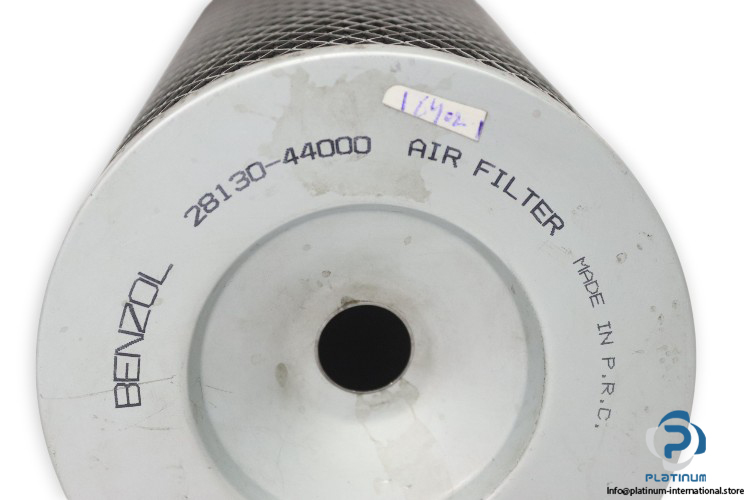 BENZOL 28130-44000 AIR FILTER MADE IN P.R.C.
PLATINUM
info@platinum-international.store